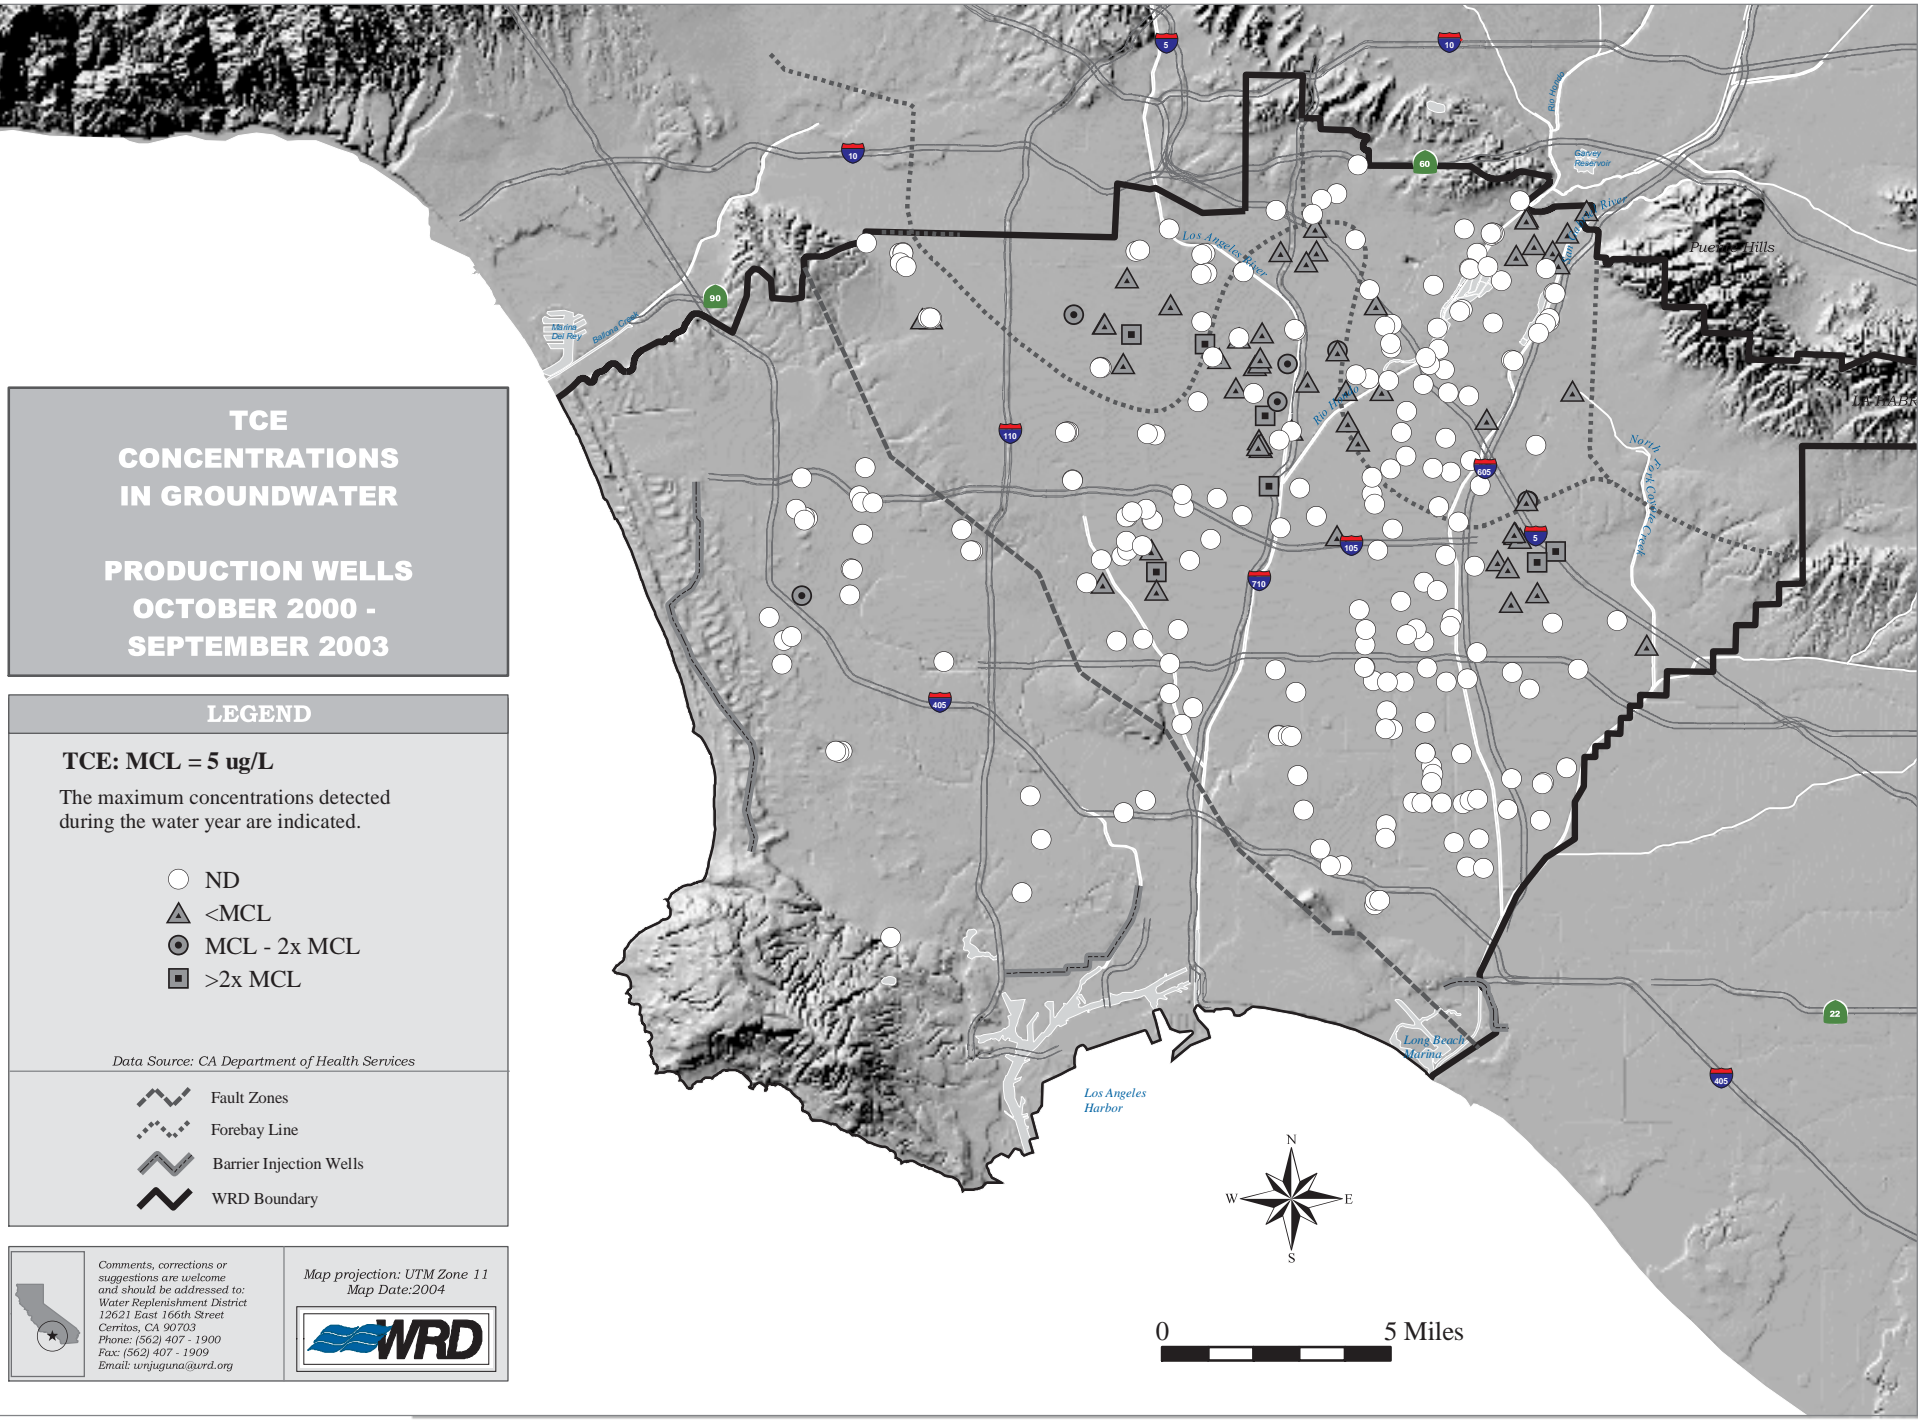 TCE
CONCENTRATIONS
IN GROUNDWATER
PRODUCTION WELLS
OCTOBER 2000 -
SEPTEMBER 2003
LEGEND
TCE: MCL = 5 ug/L
The maximum concentrations detected
during the water year are indicated.
ND
<MCL
MCL - 2x MCL
>2x MCL
Data Source: CA Department of Health Services
Fault Zones
Forebay Line
Barrier Injection Wells
WRD Boundary
Comments, corrections or
suggestions are welcome
and should be addressed to:
Water Replenishment District
12621 East 166th Street
Cerritos, CA 90703
Phone: (562) 407 - 1900
Fax: (562) 407 - 1909
Email: wnjuguna@wrd.org
Map projection: UTM Zone 11
Map Date:2004
WRD
5
10
10
60
90
110
605
5
105
710
405
22
405
Rio Hondo
Garvey
Reservoir
River
Puente Hills
Los Angeles River
Marina
Del Rey
Ballona Creek
Rio Hondo
North Fork Coyote Creek
Long Beach
Marina
Los Angeles
Harbor
N
W
E
S
0
5 Miles